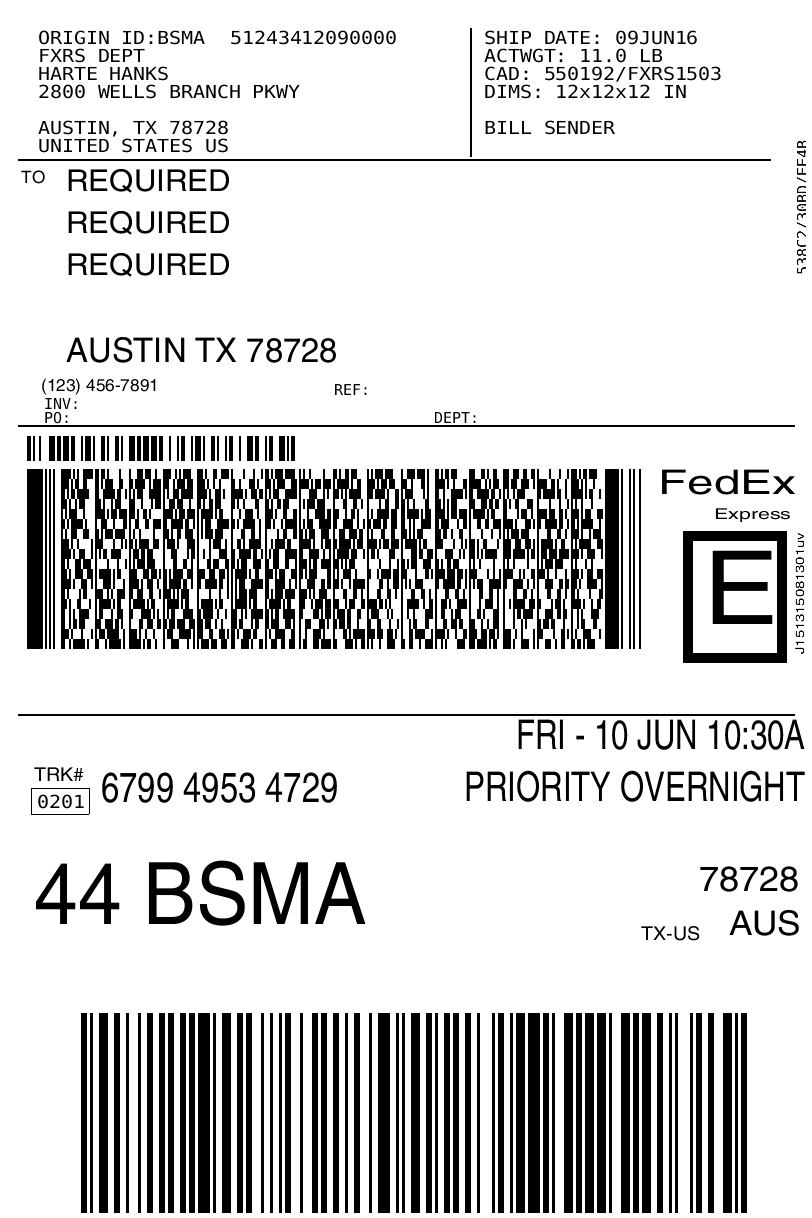 ORIGIN ID:BSMA 51243412090000
FXRS DEPT
HARTE HANKS
2800 WELLS BRANCH PKWY
AUSTIN, TX 78728
UNITED STATES US
SHIP DATE: 09JUN16
ACTWGT: 11.0 LB
CAD: 550192/FXRS1503
DIMS: 12x12x12 IN
BILL SENDER
TO REQUIRED
REQUIRED
REQUIRED
AUSTIN TX 78728
(123) 456-7891
REF:
INV:
PO:
DEPT:
538C2/30BD/EE4B
FedEx
Express
E
J151315081301uv
FRI - 10 JUN 10:30A
TRK#
0201
6799 4953 4729
PRIORITY OVERNIGHT
44 BSMA
78728
TX-US AUS